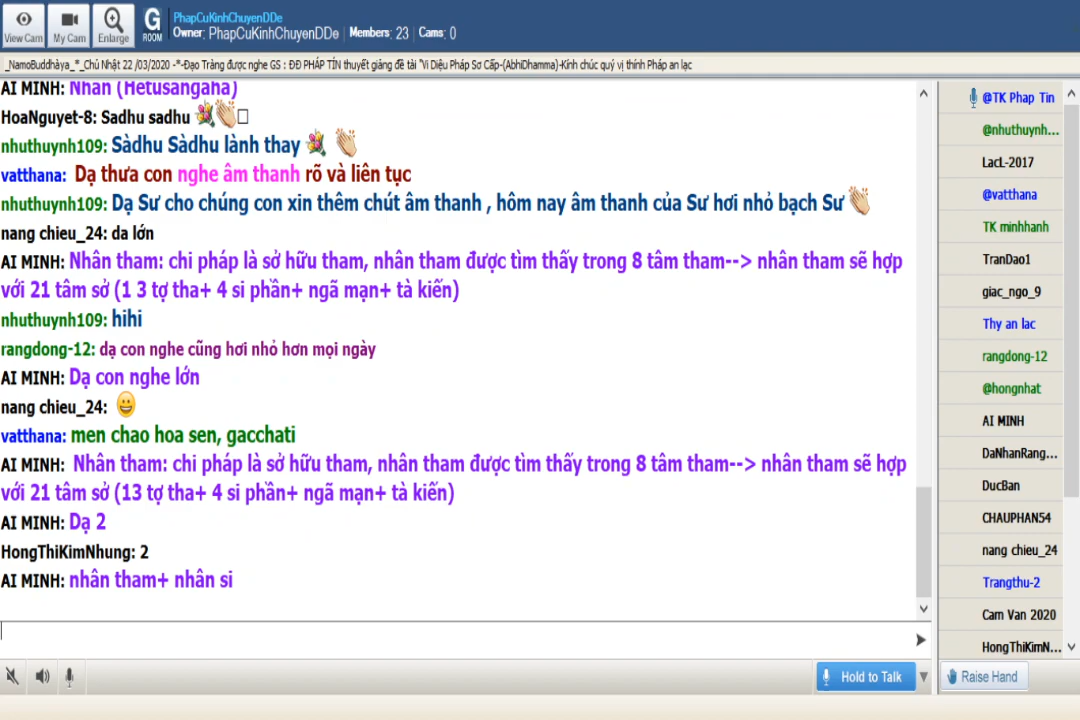 View Cam
My Cam
Enlarge
G
ROOM
PhapCuKinhChuyenDDe
Owner: PhapCuKinhChuyenDDe Members: 23 Cams: 0
_NamoBuddhàya_*_Chủ Nhật 22 /03/2020 -*-Đạo Tràng được nghe GS : ĐĐ PHÁP TÍN thuyết giảng đề tài "Vi Diệu Pháp Sơ Cấp-(AbhiDhamma)-Kính chúc quý vị thính Pháp an lạc
AI MINH: Nhân (Hetusangaha)
HoaNguyet-8: Sadhu sadhu
nhuthuynh109: Sàdhu Sàdhu lành thay
vatthana: Dạ thưa con nghe âm thanh rõ và liên tục
nhuthuynh109: Dạ Sư cho chúng con xin thêm chút âm thanh , hôm nay âm thanh của Sư hơi nhỏ bạch Sư
nang chieu_24: da lớn
AI MINH: Nhân tham: chi pháp là sở hữu tham, nhân tham được tìm thấy trong 8 tâm tham--> nhân tham sẽ hợp
với 21 tâm sở (1 3 tợ tha+ 4 si phần+ ngã mạn+ tà kiến)
nhuthuynh109: hihi
rangdong-12: dạ con nghe cũng hơi nhỏ hơn mọi ngày
AI MINH: Dạ con nghe lớn
nang chieu_24:
vatthana: men chao hoa sen, gacchati
AI MINH: Nhân tham: chi pháp là sở hữu tham, nhân tham được tìm thấy trong 8 tâm tham--> nhân tham sẽ hợp
với 21 tâm sở (13 tợ tha+ 4 si phần+ ngã mạn+ tà kiến)
AI MINH: Dạ 2
HongThiKimNhung: 2
AI MINH: nhân tham+ nhân si
@TK Phap Tin
@nhuthuynh...
LacL-2017
@vatthana
TK minhhanh
TranDao1
giac_ngo_9
Thy an lac
rangdong-12
@hongnhat
AI MINH
DaNhanRang...
DucBan
CHAUPHAN54
nang chieu_24
Trangthu-2
Cam Van 2020
HongThiKimN...
Hold to Talk
Raise Hand